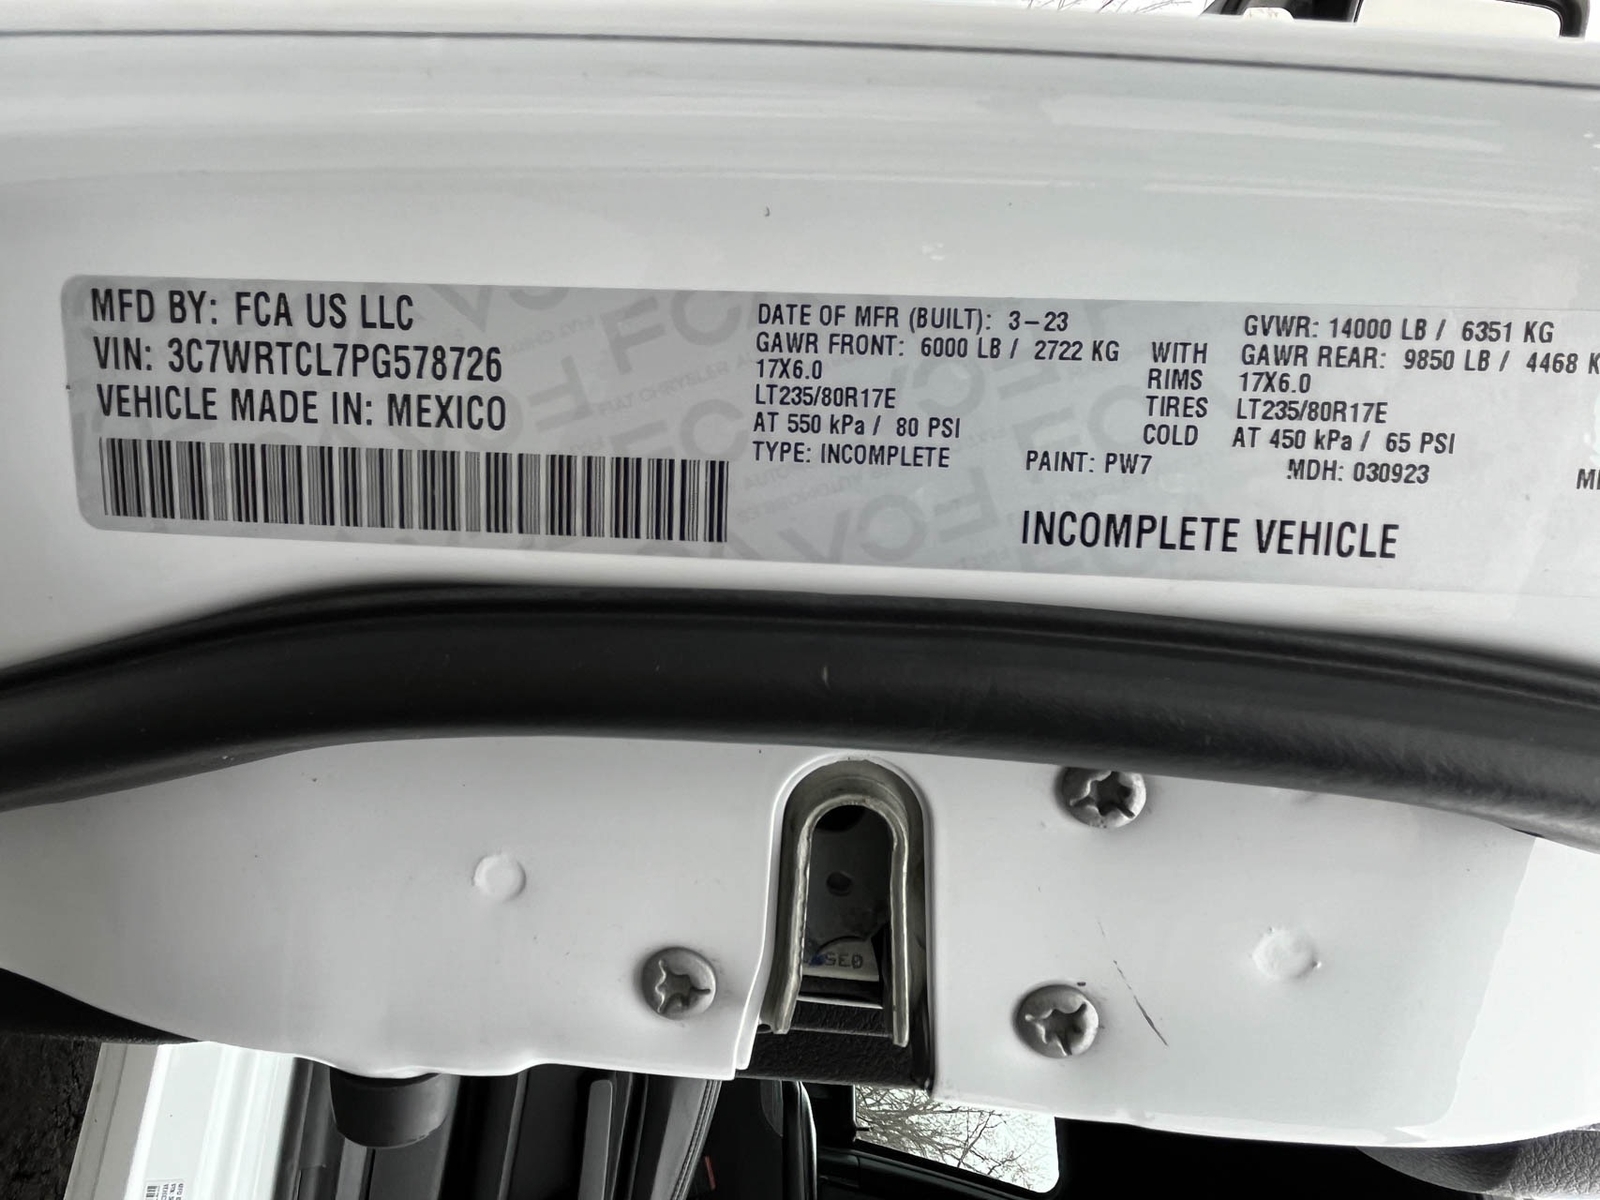 MFD BY: FCA US LLC
VIN: 3C7WRTCL7PG578726
VEHICLE MADE IN: MEXICO
DATE OF MFR (BUILT): 3-23
GVWR: 14000 LB / 6351 KG
GAWR FRONT: 6000 LB / 2722 KG WITH GAWR REAR: 9850 LB / 4468 K
17X6.0 RIMS 17X6.0
LT235/80R17E TIRES LT235/80R17E
AT 550 kPa / 80 PSI COLD AT 450 kPa / 65 PSI
TYPE: INCOMPLETE PAINT: PW7 MDH: 030923
INCOMPLETE VEHICLE